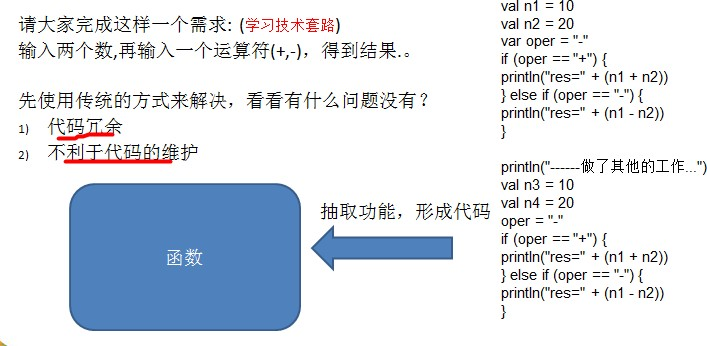 请大家完成这样一个需求: (学习技术套路)
输入两个数,再输入一个运算符(+,-)，得到结果.。
先使用传统的方式来解决，看看有什么问题没有？
1) 代码冗余
2) 不利于代码的维护
函数
抽取功能，形成代码
val n1 = 10
val n2 = 20
var oper = "-"
if (oper == "+") {
println("res=" + (n1 + n2))
} else if (oper == "-") {
println("res=" + (n1 - n2))
}
println("------做了其他的工作...")
val n3 = 10
val n4 = 20
oper = "-"
if (oper == "+") {
println("res=" + (n1 + n2))
} else if (oper == "-") {
println("res=" + (n1 - n2))
}